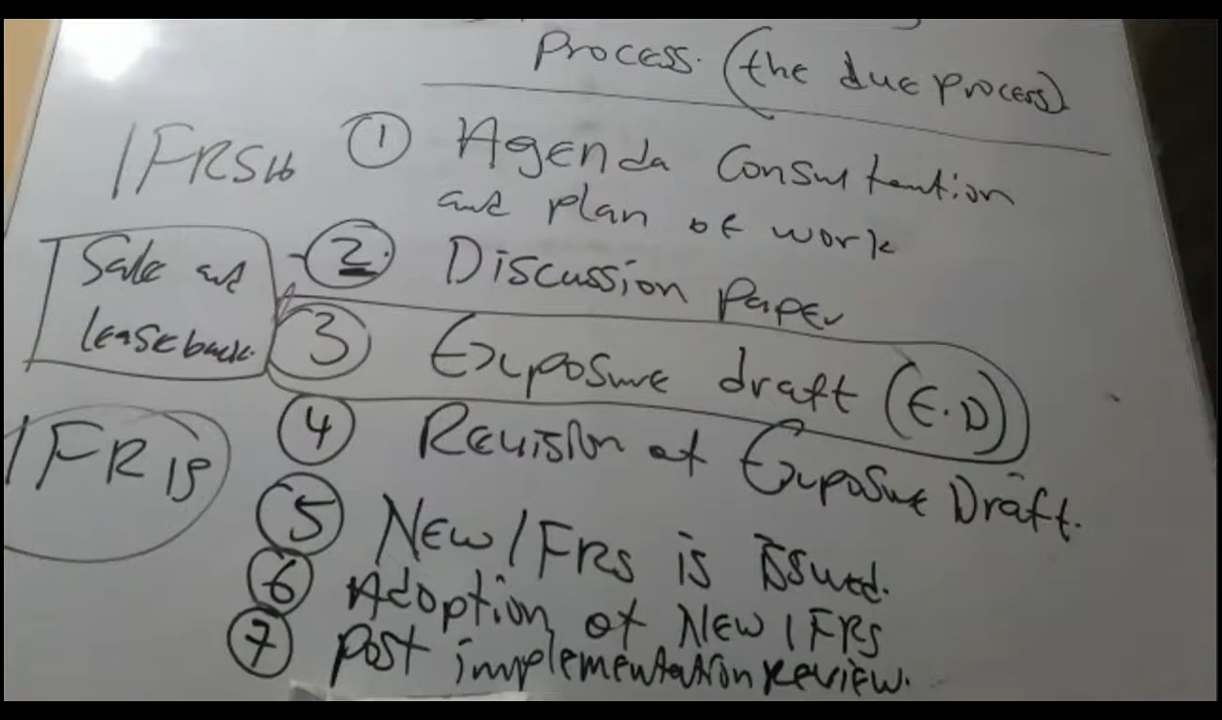 Process. (the due process)
IFRS16
① Agenda Consultation
and plan of work
Sale and
leaseback.
2. Discussion Paper
③ Exposure draft (E.D)
④ Revision of Exposure Draft.
IFR
⑤ New IFRS is issued.
⑥ Adoption of New IFRS
⑦ Post implementation review.